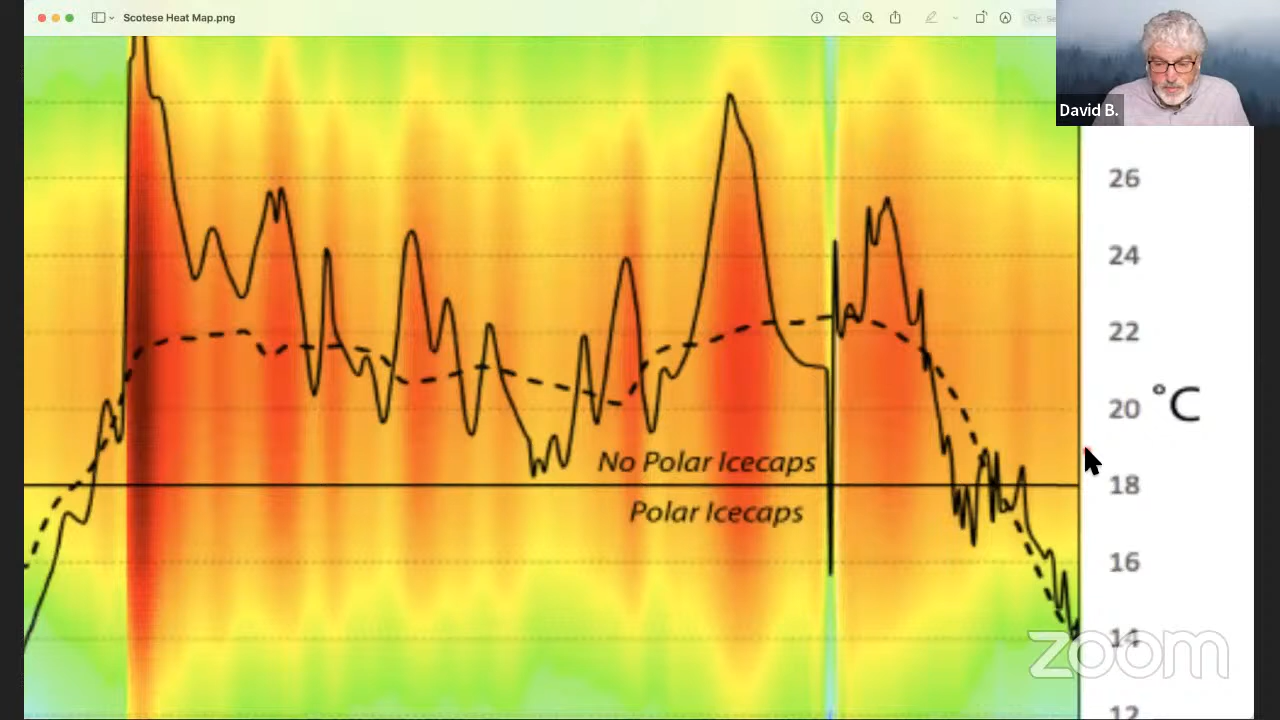 Scotese Heat Map.png
Se
David B.
26
24
22
20
°C
No Polar Icecaps
18
Polar Icecaps
16
14
zoom
12